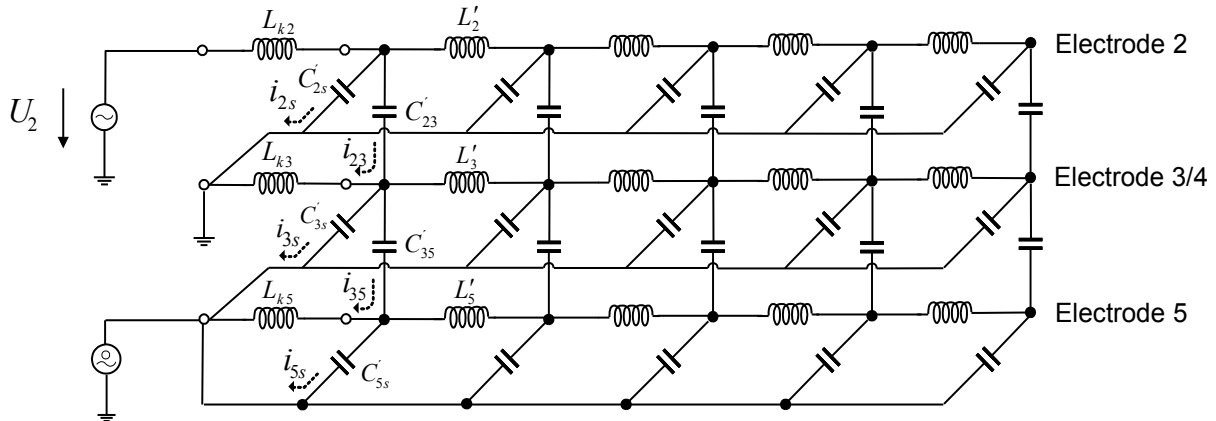 L_{k2}
L'_2
Electrode 2
C'_{2s}
i_{2s}
C'_{23}
U_2
i_{23}
L_{k3}
L'_3
Electrode 3/4
C'_{3s}
i_{3s}
C'_{35}
i_{35}
L_{k5}
L'_5
Electrode 5
i_{5s}
C'_{5s}